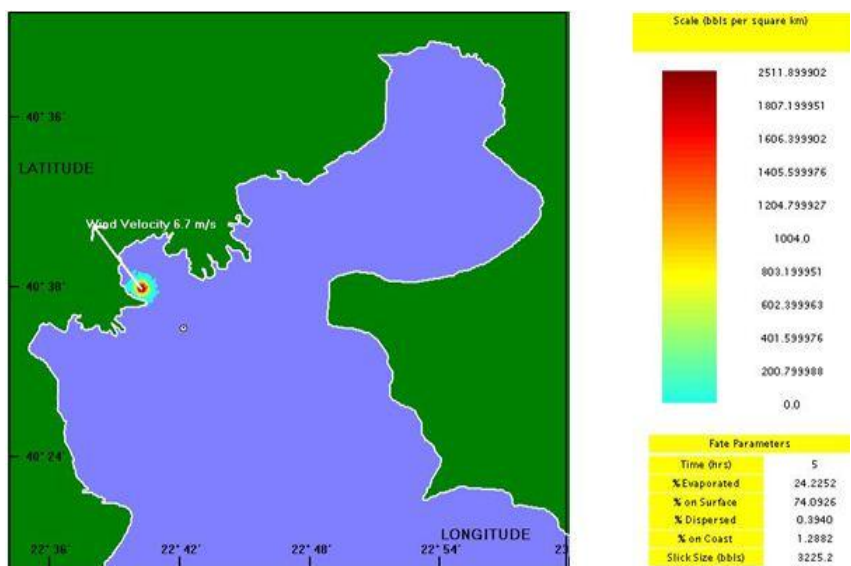 Scale (bbls per square km)
2511.899902
1807.199951
1606.399902
1405.599976
1204.799927
1004.0
803.199951
602.399963
401.599976
200.799988
0.0
40° 36'
LATITUDE
Wind Velocity 6.7 m/s
40° 30'
40° 24'
LONGITUDE
22° 36' 22° 42' 22° 48' 22° 54' 23
Fate Parameters
Time (hrs) 5
% Evaporated 24.2252
% on Surface 74.0926
% Dispersed 0.3940
% on Coast 1.2882
Slick Size (bbls) 3225.2